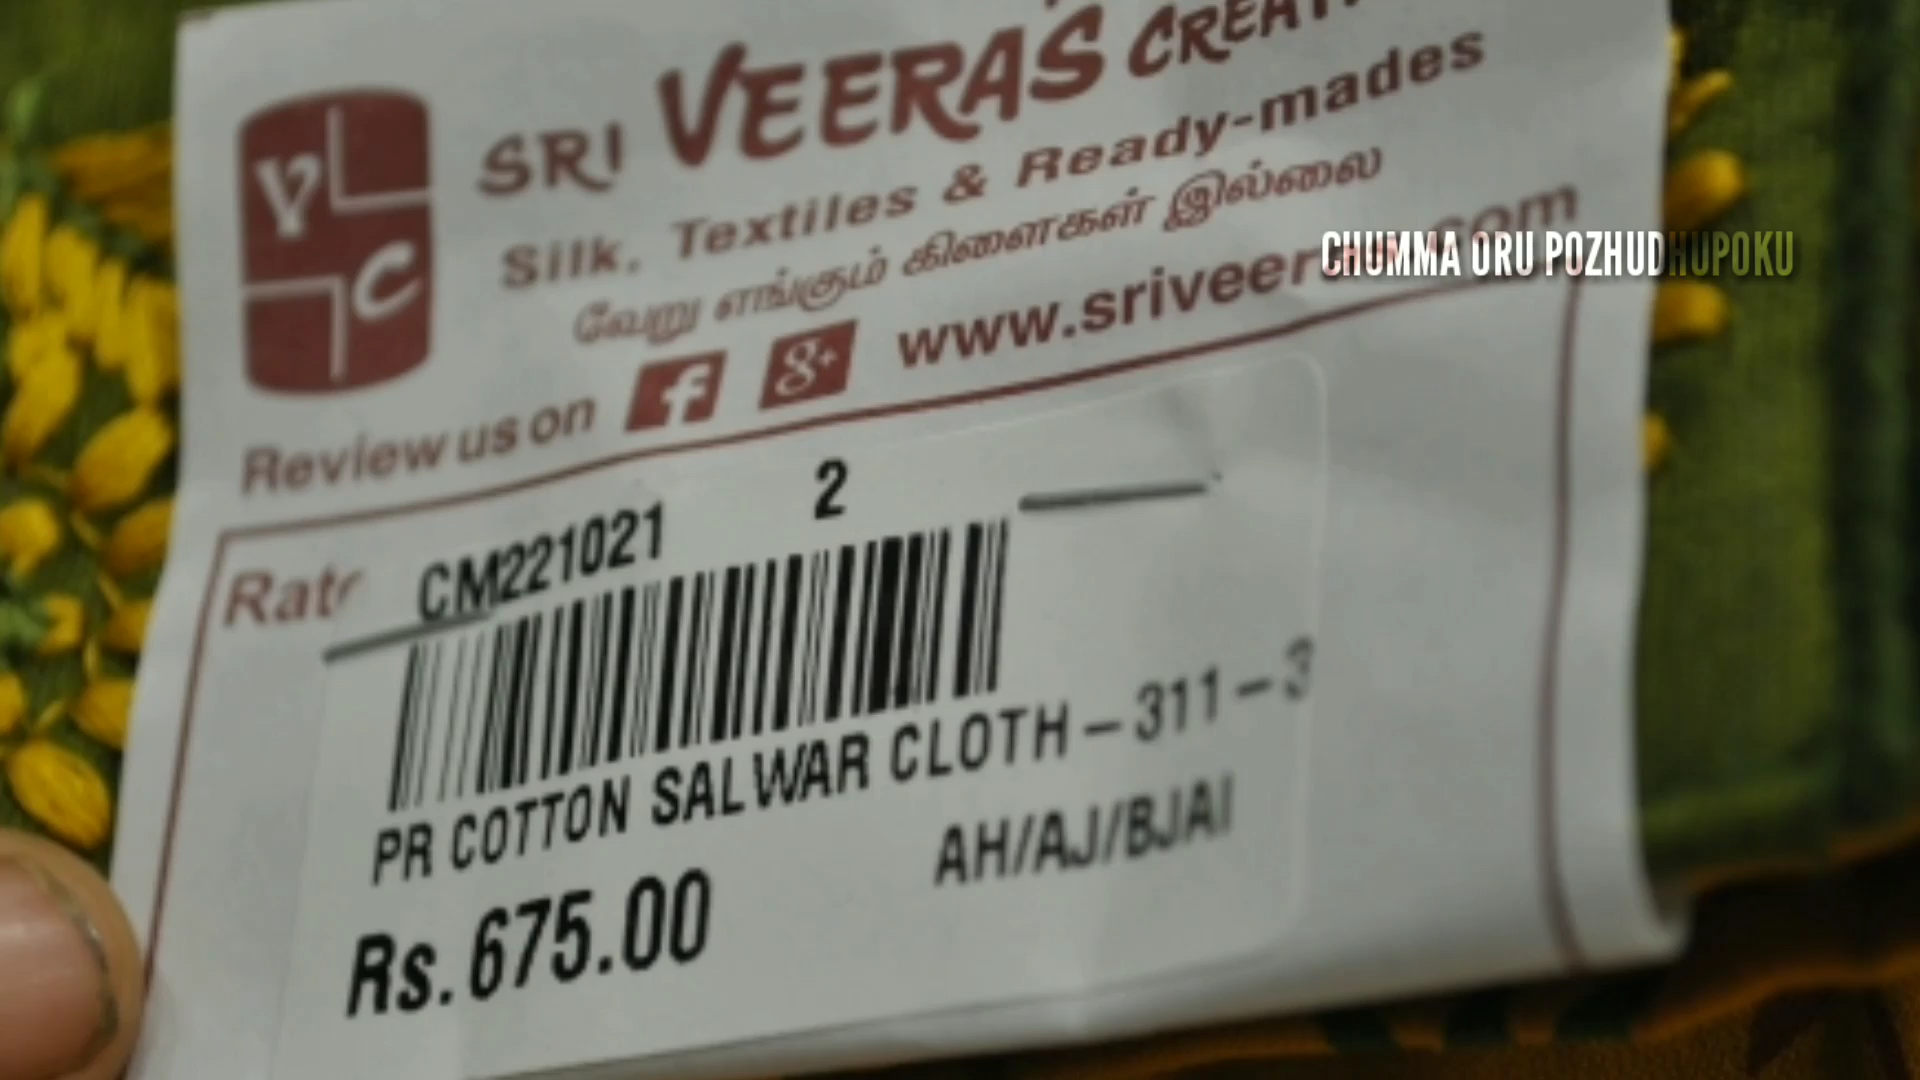 SRI VEERAS
Silk, Textiles & Ready-mades
வேறு எங்கும் கிளைகள் இல்லை
VC
Review us on f g+
CHUMMA ORU POZHUDHUPOKU
CM221021 2
PR COTTON SALWAR CLOTH - 311 - 3
AH/AJ/BJAI
Rs.675.00